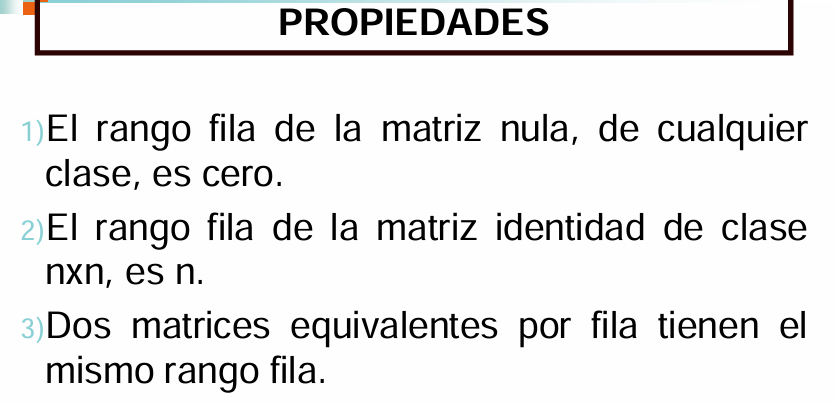 PROPIEDADES
1)El rango fila de la matriz nula, de cualquier
clase, es cero.
2)El rango fila de la matriz identidad de clase
nxn, es n.
3)Dos matrices equivalentes por fila tienen el
mismo rango fila.